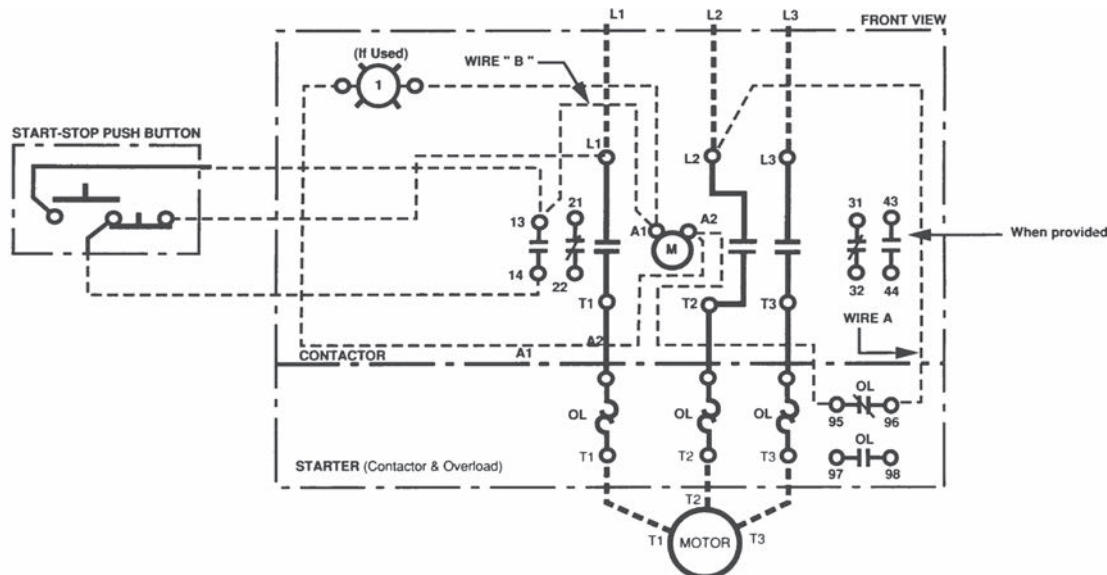 L1
L2
L3
FRONT VIEW
(If Used)
1
WIRE " B "
START-STOP PUSH BUTTON
L1
L2
L3
13
21
A1
A2
M
31
43
When provided
14
22
32
44
T1
T2
T3
WIRE A
A2
CONTACTOR
A1
OL
OL
OL
OL
95
96
OL
97
98
T1
T2
T3
STARTER (Contactor & Overload)
T2
T1
MOTOR
T3